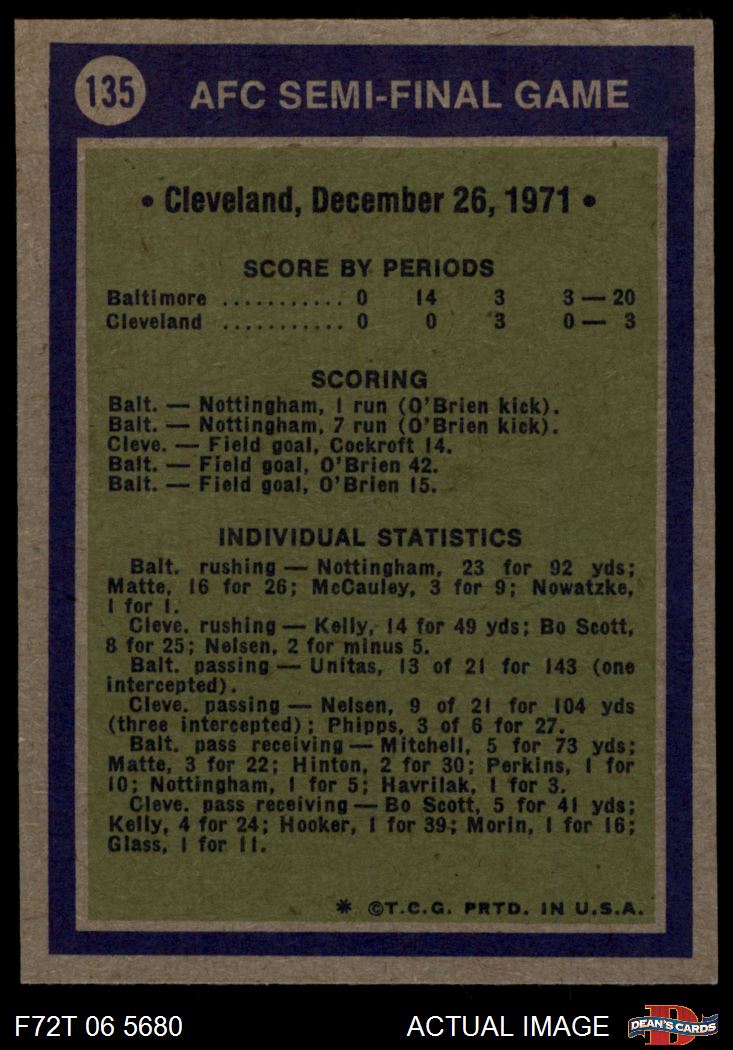 135 AFC SEMI-FINAL GAME
• Cleveland, December 26, 1971 •
SCORE BY PERIODS
Baltimore ........... 0 14 3 3 — 20
Cleveland ........... 0 0 3 0 — 3
SCORING
Balt. — Nottingham, 1 run (O'Brien kick).
Balt. — Nottingham, 7 run (O'Brien kick).
Cleve. — Field goal, Cockroft 14.
Balt. — Field goal, O'Brien 42.
Balt. — Field goal, O'Brien 15.
INDIVIDUAL STATISTICS
Balt. rushing — Nottingham, 23 for 92 yds;
Matte, 16 for 26; McCauley, 3 for 9; Nowatzke,
1 for 1.
Cleve. rushing — Kelly, 14 for 49 yds; Bo Scott,
8 for 25; Nelsen, 2 for minus 5.
Balt. passing — Unitas, 13 of 21 for 143 (one
intercepted).
Cleve. passing — Nelsen, 9 of 21 for 104 yds
(three intercepted); Phipps, 3 of 6 for 27.
Balt. pass receiving — Mitchell, 5 for 73 yds;
Matte, 3 for 22; Hinton, 2 for 30; Perkins, 1 for
10; Nottingham, 1 for 5; Havrilak, 1 for 3.
Cleve. pass receiving — Bo Scott, 5 for 41 yds;
Kelly, 4 for 24; Hooker, 1 for 39; Morin, 1 for 16;
Glass, 1 for 11.
* ©T.C.G. PRTD. IN U.S.A.
F72T 06 5680 ACTUAL IMAGE D DEAN'S CARDS